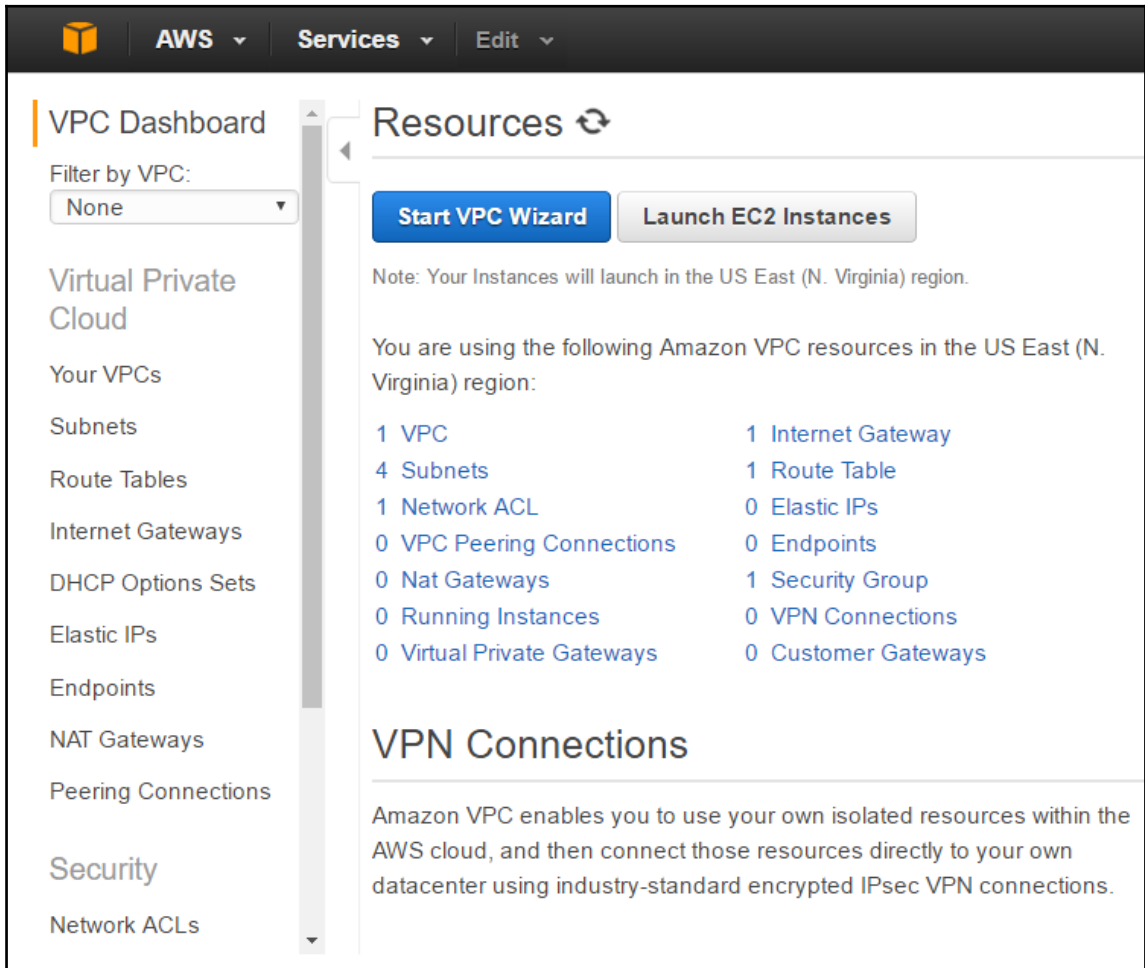 AWS Services Edit
VPC Dashboard
Filter by VPC:
None
Virtual Private
Cloud
Your VPCs
Subnets
Route Tables
Internet Gateways
DHCP Options Sets
Elastic IPs
Endpoints
NAT Gateways
Peering Connections
Security
Network ACLs
Resources
Start VPC Wizard Launch EC2 Instances
Note: Your Instances will launch in the US East (N. Virginia) region.
You are using the following Amazon VPC resources in the US East (N.
Virginia) region:
1 VPC 1 Internet Gateway
4 Subnets 1 Route Table
1 Network ACL 0 Elastic IPs
0 VPC Peering Connections 0 Endpoints
0 Nat Gateways 1 Security Group
0 Running Instances 0 VPN Connections
0 Virtual Private Gateways 0 Customer Gateways
VPN Connections
Amazon VPC enables you to use your own isolated resources within the
AWS cloud, and then connect those resources directly to your own
datacenter using industry-standard encrypted IPsec VPN connections.